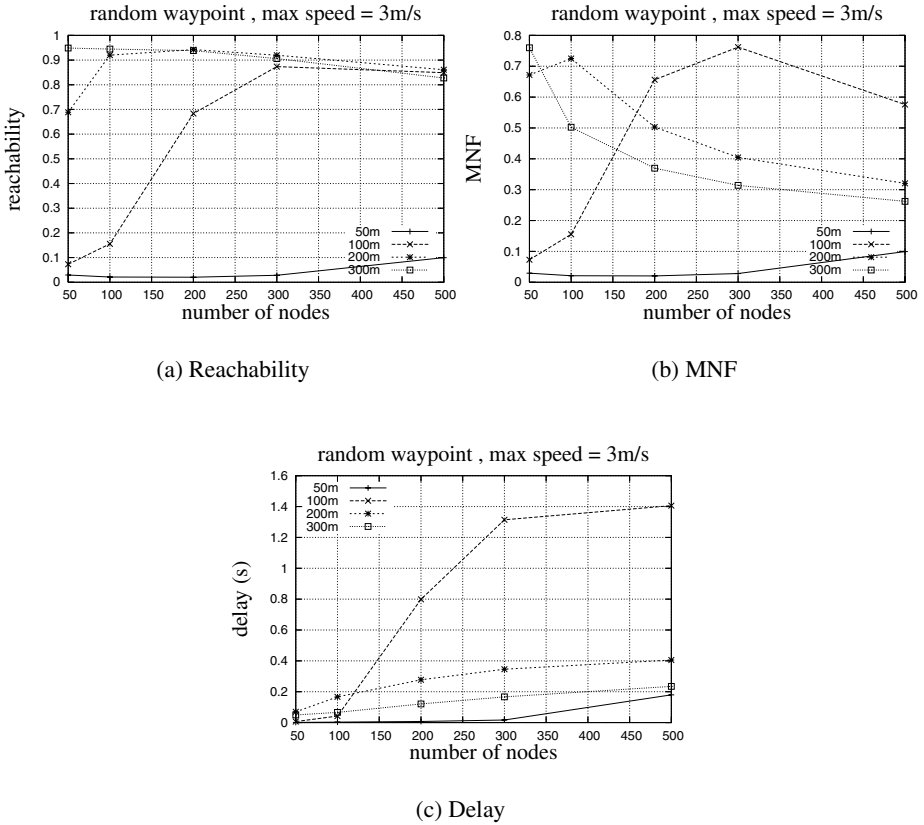 random waypoint , max speed = 3m/s
1
0.9
0.8
0.7
0.6
0.5
0.4
0.3
0.2
0.1
0
reachability
50m
100m
200m
300m
50 100 150 200 250 300 350 400 450 500
number of nodes
(a) Reachability
random waypoint , max speed = 3m/s
0.8
0.7
0.6
0.5
0.4
0.3
0.2
0.1
0
MNF
50m
100m
200m
300m
50 100 150 200 250 300 350 400 450 500
number of nodes
(b) MNF
random waypoint , max speed = 3m/s
1.6
1.4
1.2
1
0.8
0.6
0.4
0.2
0
delay (s)
50m
100m
200m
300m
50 100 150 200 250 300 350 400 450 500
number of nodes
(c) Delay